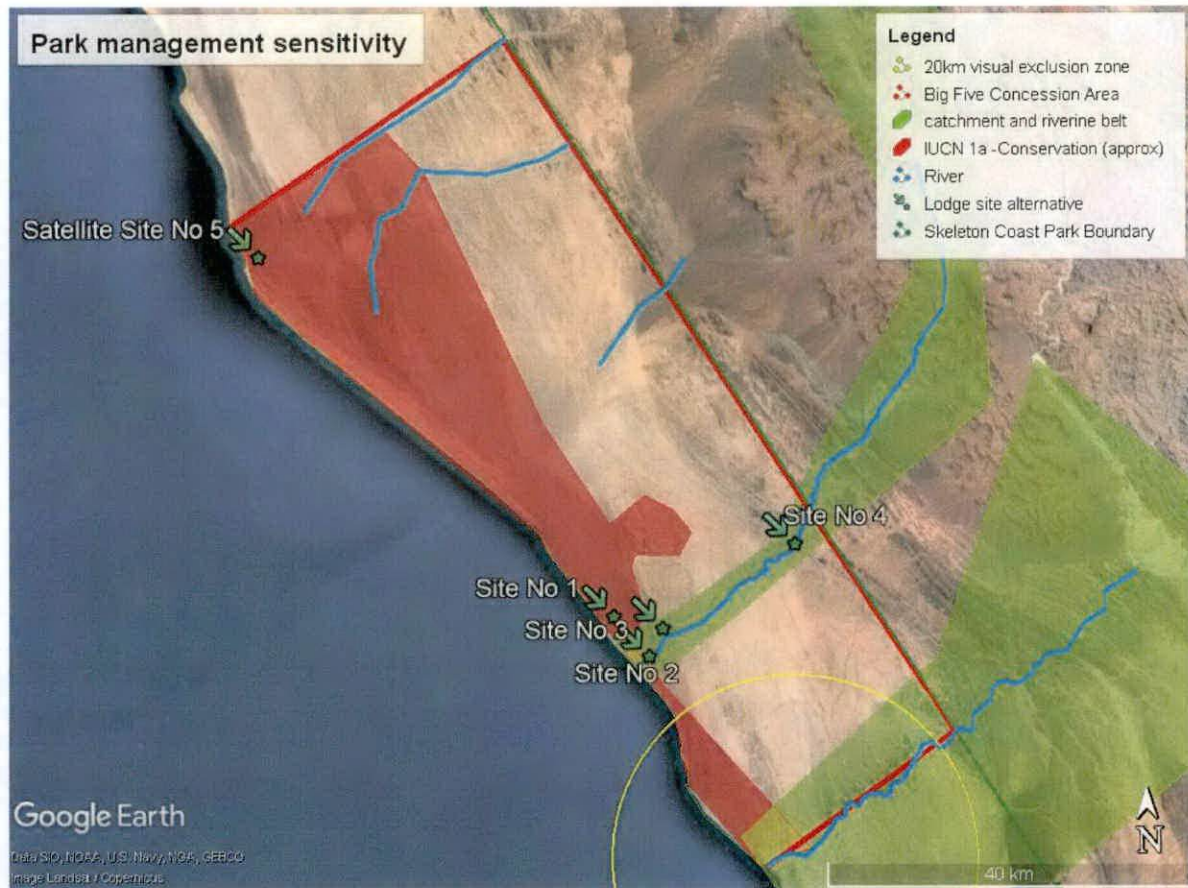 Park management sensitivity
Legend
20km visual exclusion zone
Big Five Concession Area
catchment and riverine belt
IUCN 1a -Conservation (approx)
River
Lodge site alternative
Skeleton Coast Park Boundary
Satellite Site No 5
Site No 4
Site No 1
Site No 3
Site No 2
Google Earth
Data SIO, NOAA, U.S. Navy, NGA, GEBCO
Image Landsat / Copernicus
N
40 km